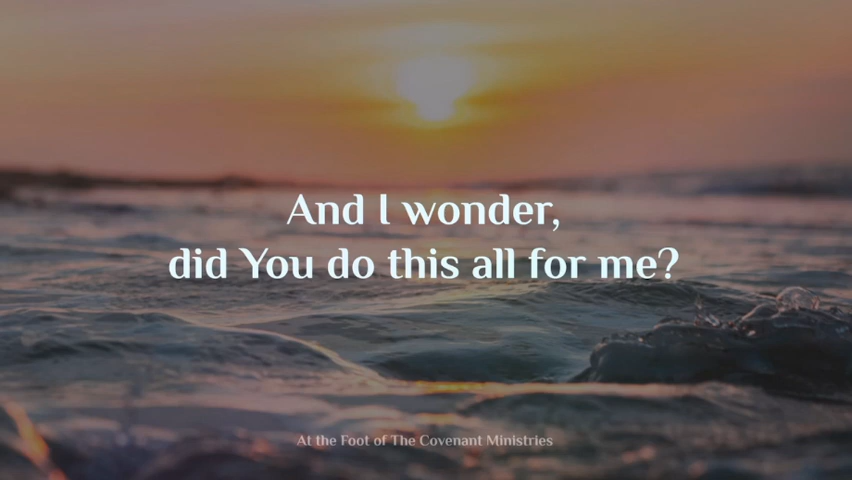 And I wonder,
did You do this all for me?
At the Foot of The Covenant Ministries